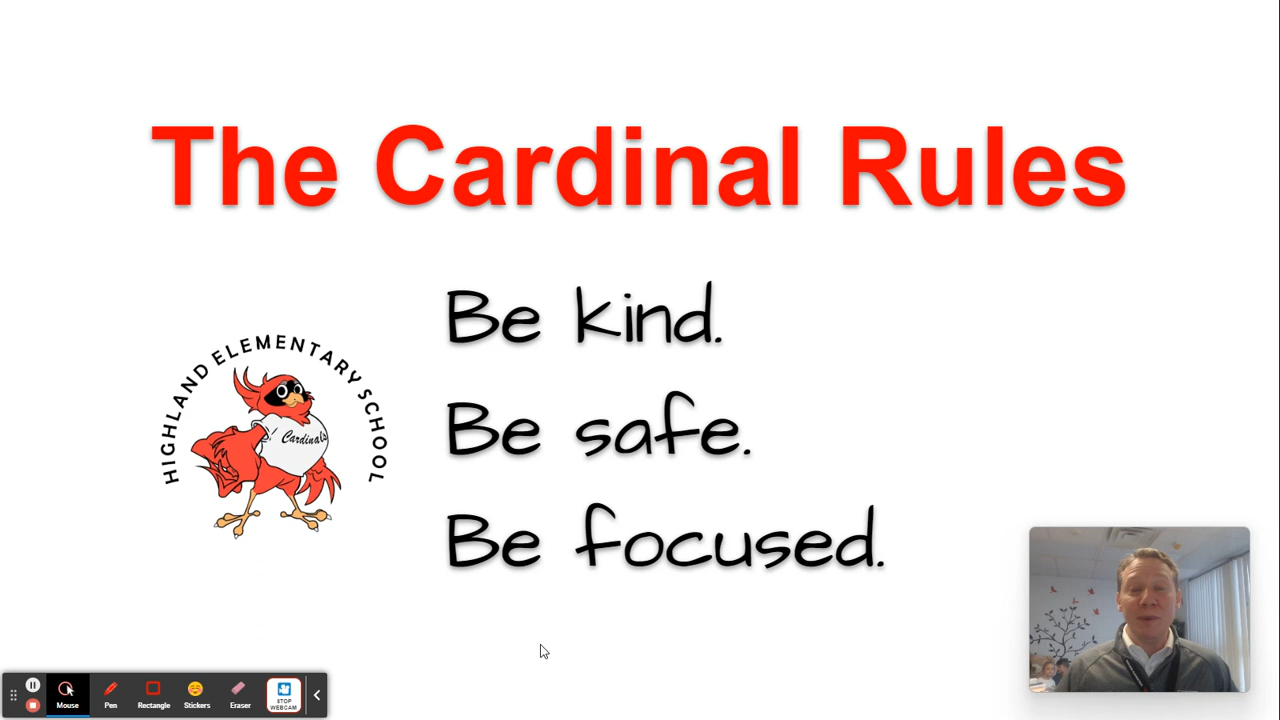 The Cardinal Rules
Be kind.
Be safe.
Be focused.
HIGHLAND ELEMENTARY SCHOOL
Cardinals
Mouse
Pen
Rectangle
Stickers
Eraser
STOP
WEBCAM